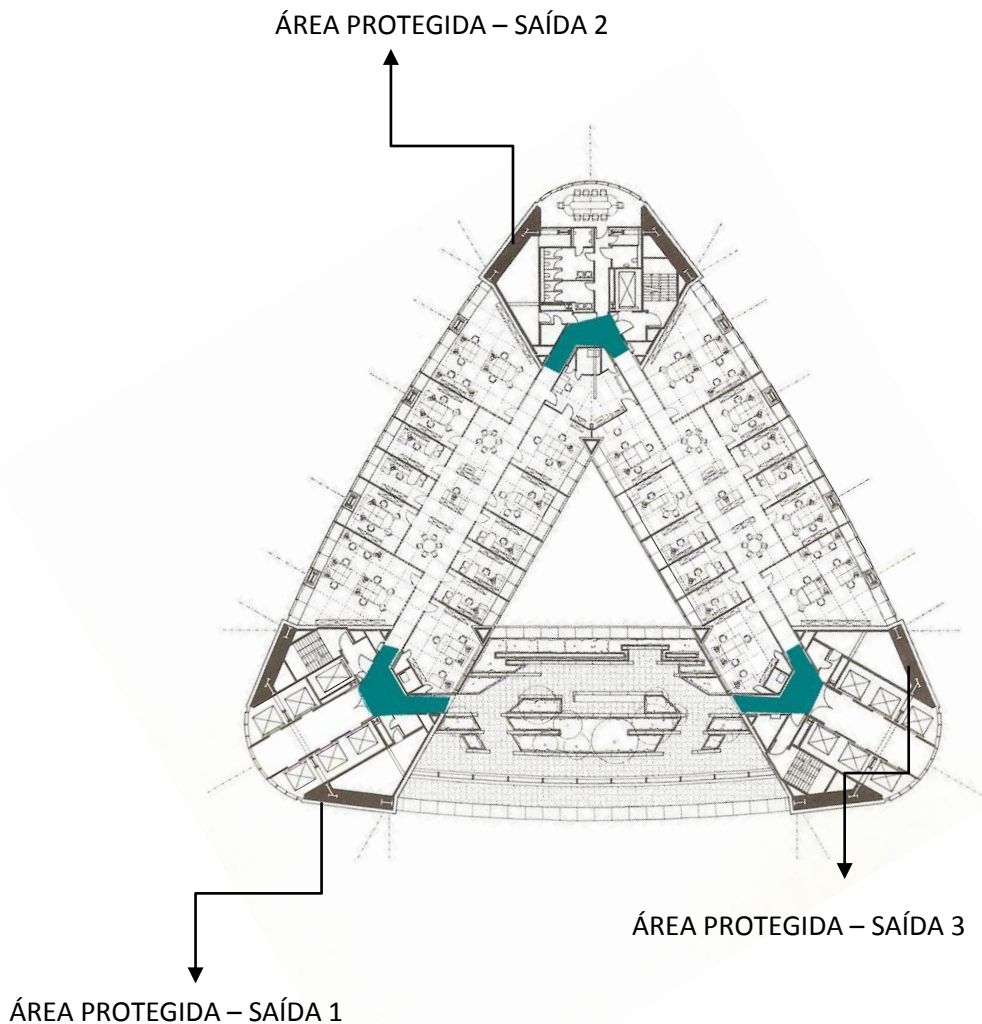 ÁREA PROTEGIDA – SAÍDA 2
ÁREA PROTEGIDA – SAÍDA 3
ÁREA PROTEGIDA – SAÍDA 1